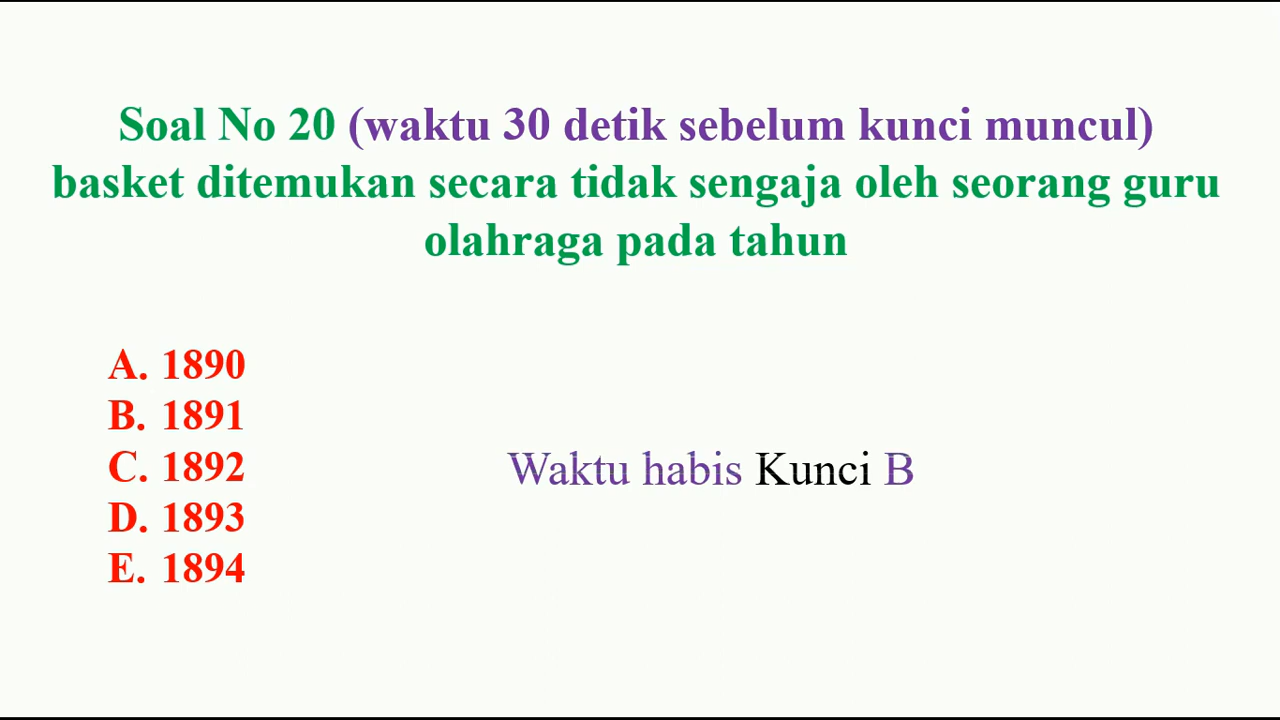 Soal No 20 (waktu 30 detik sebelum kunci muncul)
basket ditemukan secara tidak sengaja oleh seorang guru
olahraga pada tahun
A. 1890
B. 1891
C. 1892
D. 1893
E. 1894
Waktu habis Kunci B